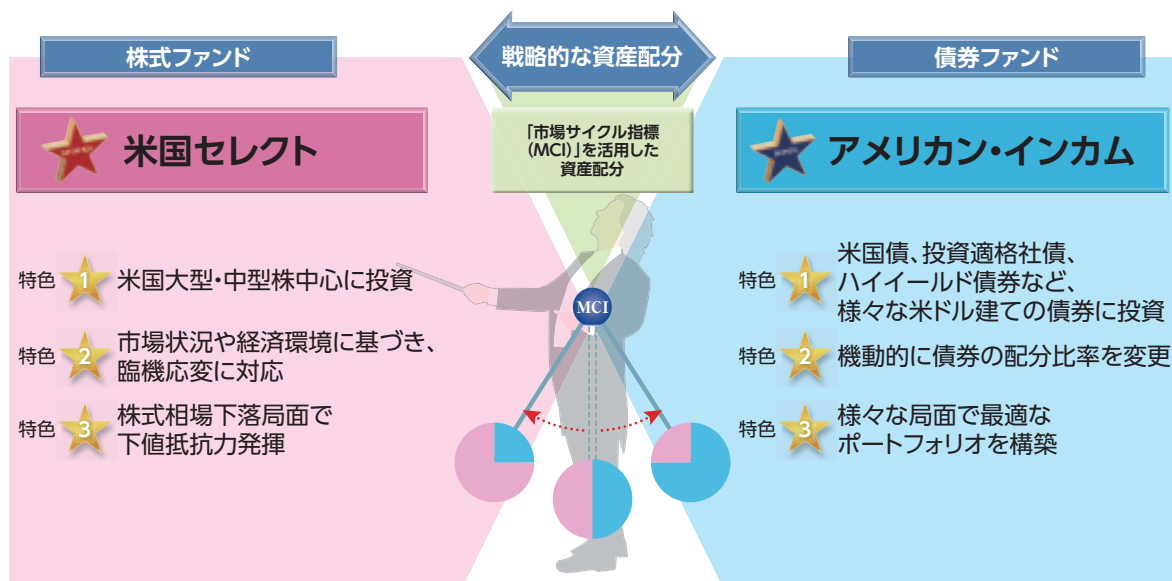 株式ファンド
戦略的な資産配分
債券ファンド
米国セレクト
「市場サイクル指標
(MCI)」を活用した
資産配分
アメリカン・インカム
特色 1 米国大型・中型株中心に投資
特色 2 市場状況や経済環境に基づき、
臨機応変に対応
特色 3 株式相場下落局面で
下値抵抗力発揮
MCI
特色 1 米国債、投資適格社債、
ハイイールド債券など、
様々な米ドル建ての債券に投資
特色 2 機動的に債券の配分比率を変更
特色 3 様々な局面で最適な
ポートフォリオを構築